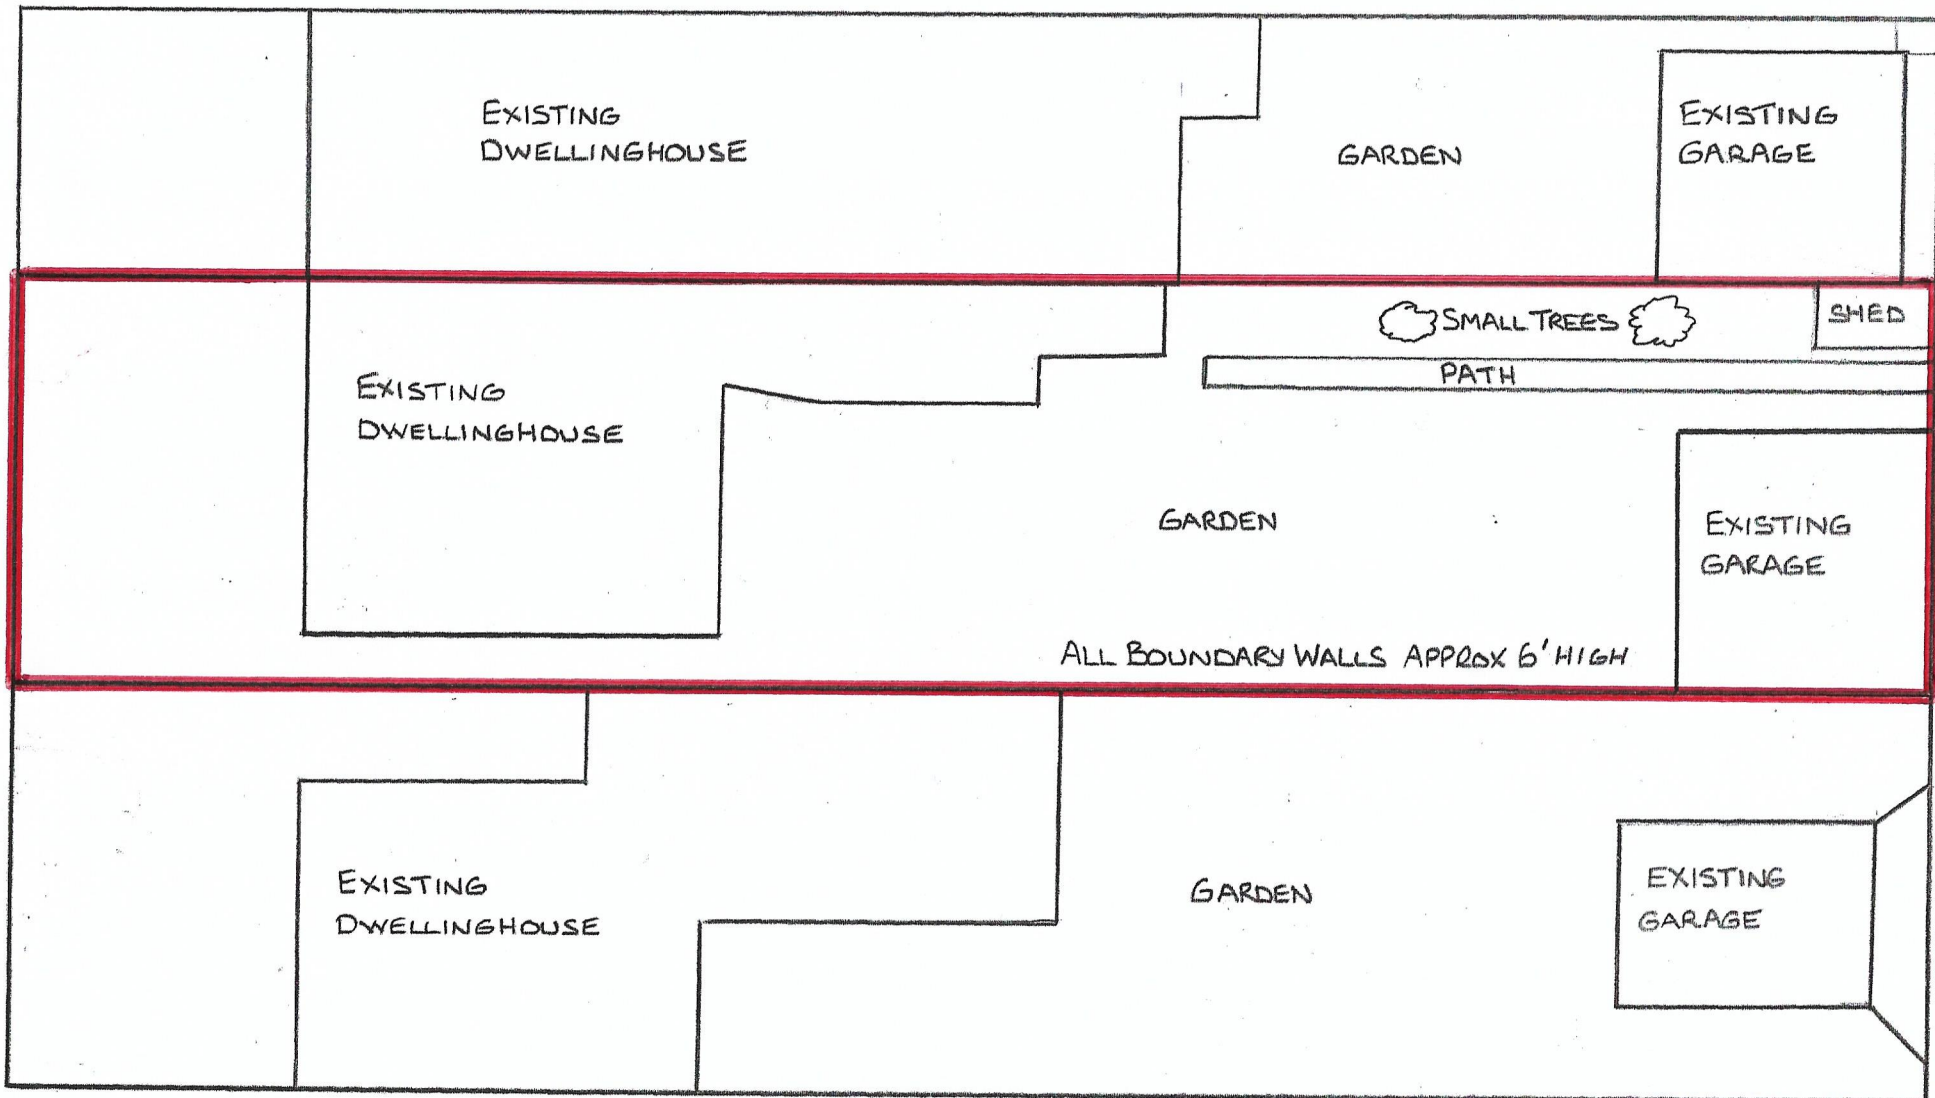 EXISTING
DWELLINGHOUSE
GARDEN
EXISTING
GARAGE
SMALL TREES
SHED
PATH
EXISTING
DWELLINGHOUSE
GARDEN
EXISTING
GARAGE
ALL BOUNDARY WALLS APPROX 6' HIGH
EXISTING
DWELLINGHOUSE
GARDEN
EXISTING
GARAGE